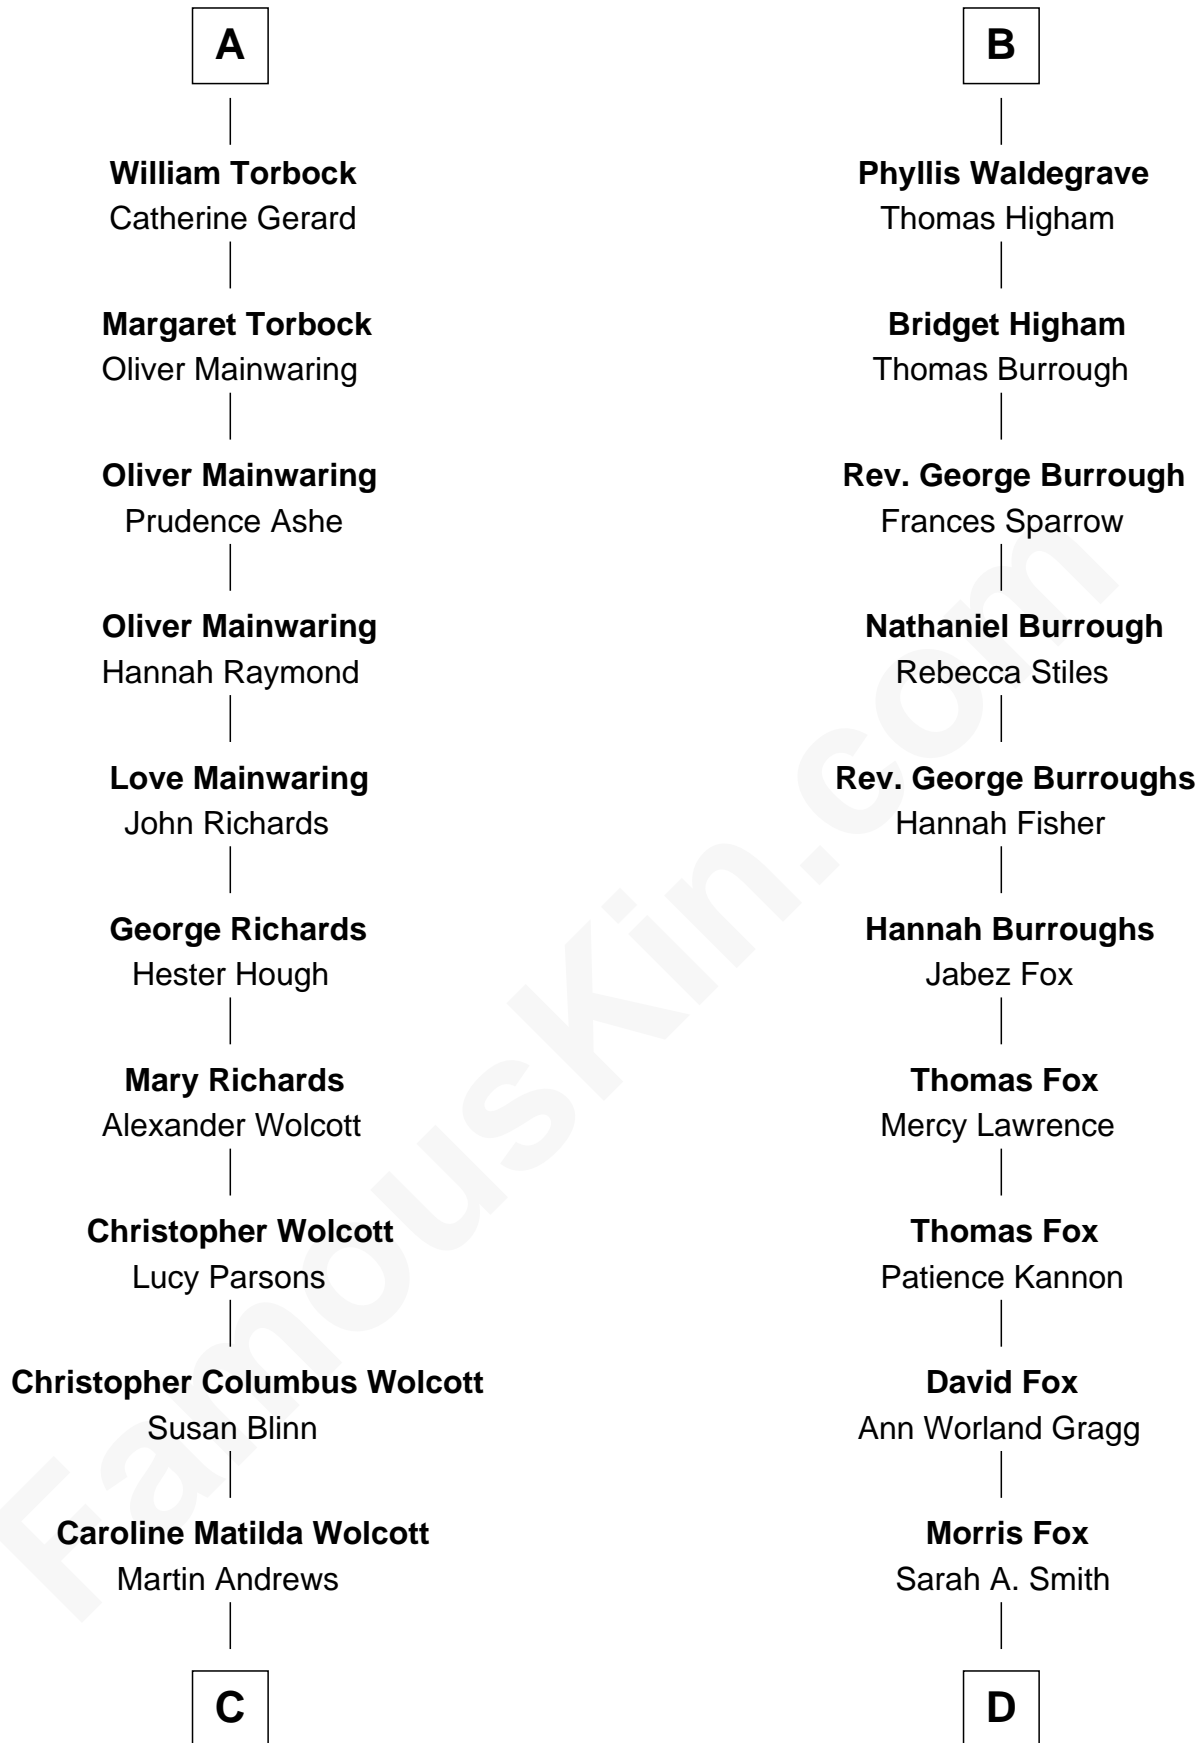 A
William Torbock
Catherine Gerard
Margaret Torbock
Oliver Mainwaring
Oliver Mainwaring
Prudence Ashe
Oliver Mainwaring
Hannah Raymond
Love Mainwaring
John Richards
George Richards
Hester Hough
Mary Richards
Alexander Wolcott
Christopher Wolcott
Lucy Parsons
Christopher Columbus Wolcott
Susan Blinn
Caroline Matilda Wolcott
Martin Andrews
C
B
Phyllis Waldegrave
Thomas Higham
Bridget Higham
Thomas Burrough
Rev. George Burrough
Frances Sparrow
Nathaniel Burrough
Rebecca Stiles
Rev. George Burroughs
Hannah Fisher
Hannah Burroughs
Jabez Fox
Thomas Fox
Mercy Lawrence
Thomas Fox
Patience Kannon
David Fox
Ann Worland Gragg
Morris Fox
Sarah A. Smith
D
FamousKin.com